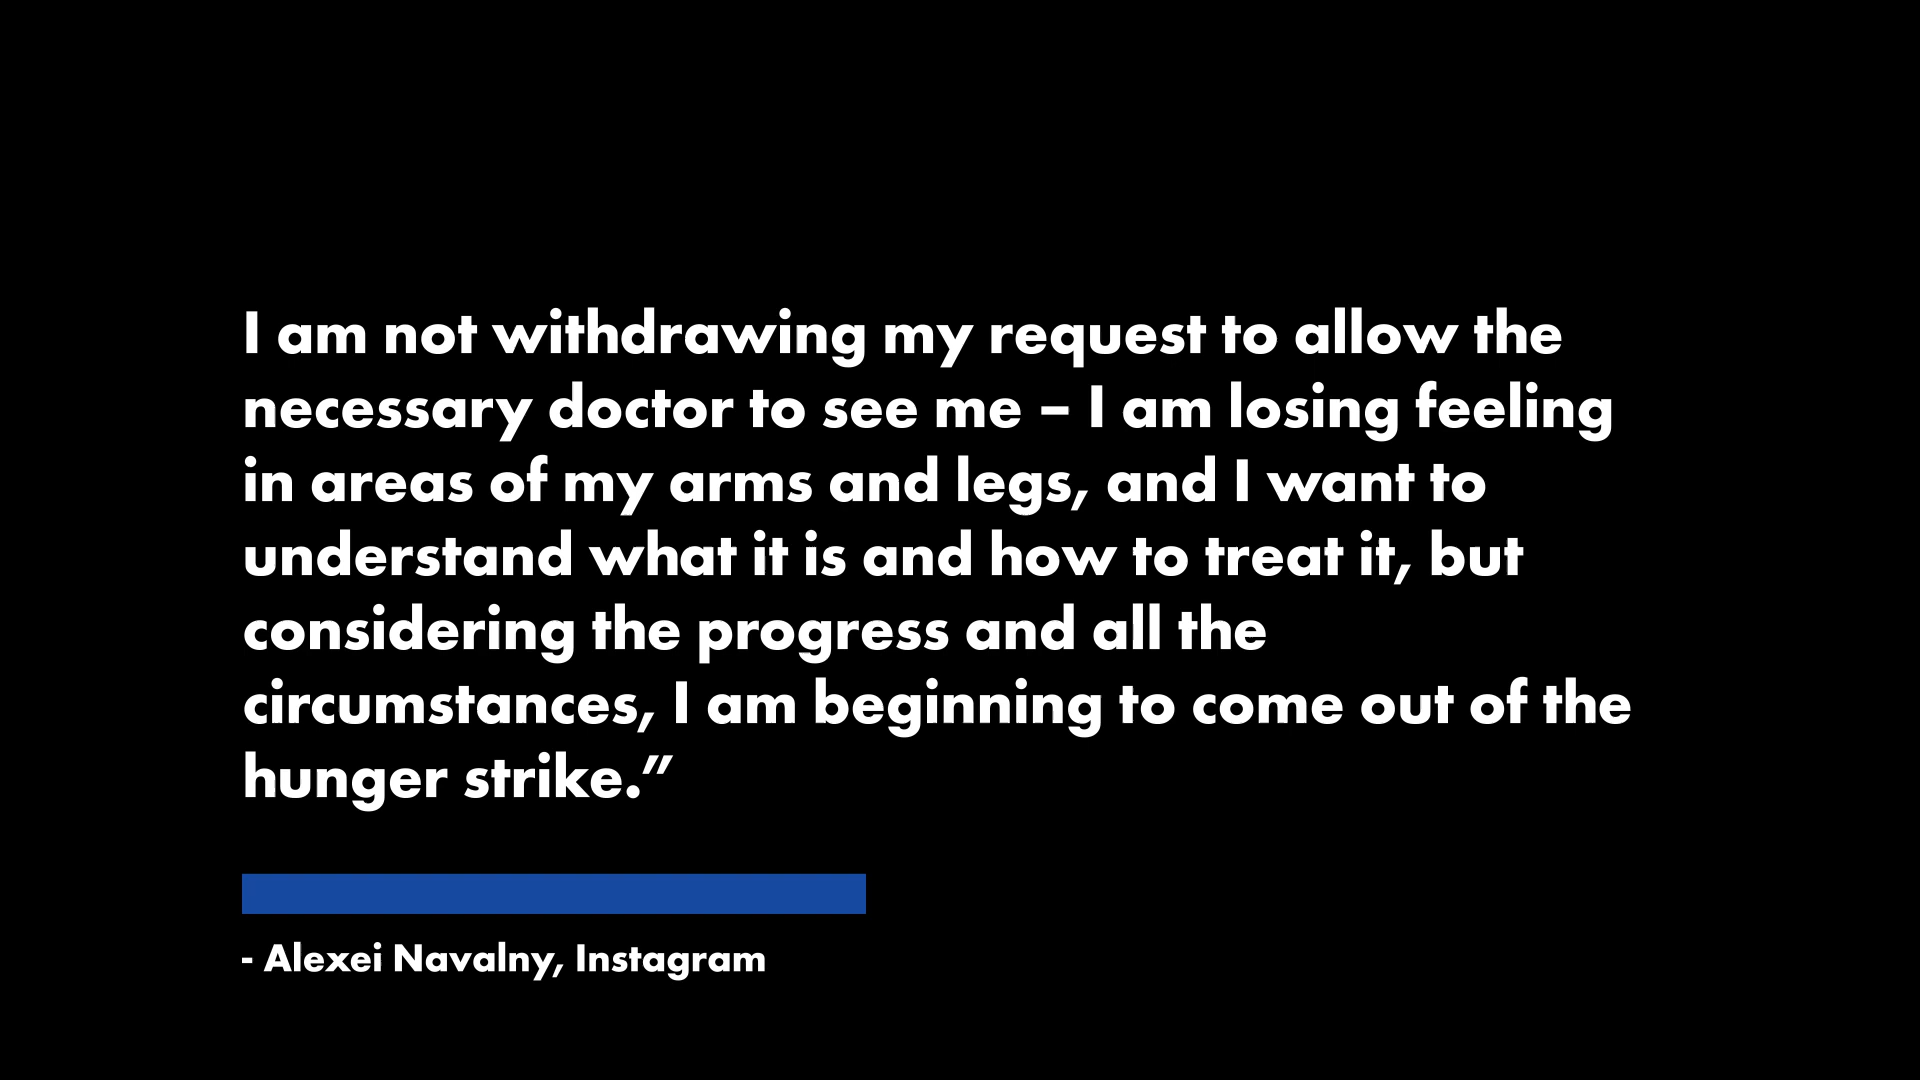 I am not withdrawing my request to allow the
necessary doctor to see me – I am losing feeling
in areas of my arms and legs, and I want to
understand what it is and how to treat it, but
considering the progress and all the
circumstances, I am beginning to come out of the
hunger strike.”
- Alexei Navalny, Instagram